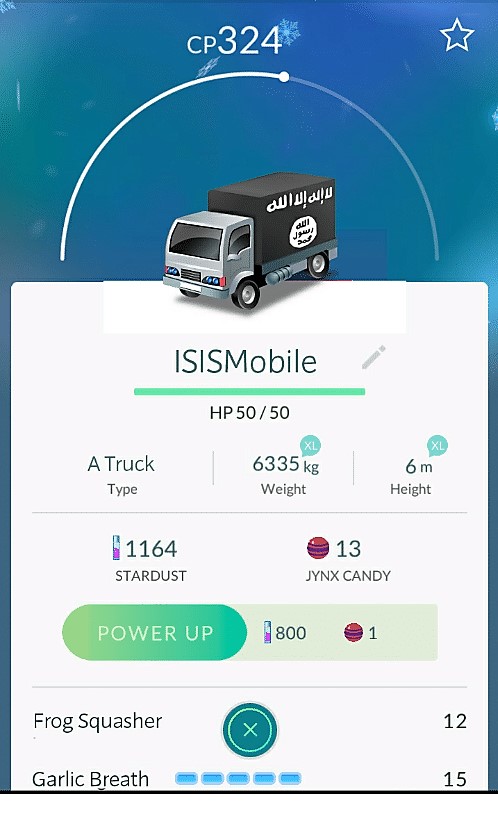 CP324
لا إله إلا الله
الله
رسول
محمد
ISISMobile
HP 50 / 50
XL XL
A Truck 6335 kg 6 m
Type Weight Height
1164 13
STARDUST JYNX CANDY
POWER UP 800 1
Frog Squasher 12
Garlic Breath 15